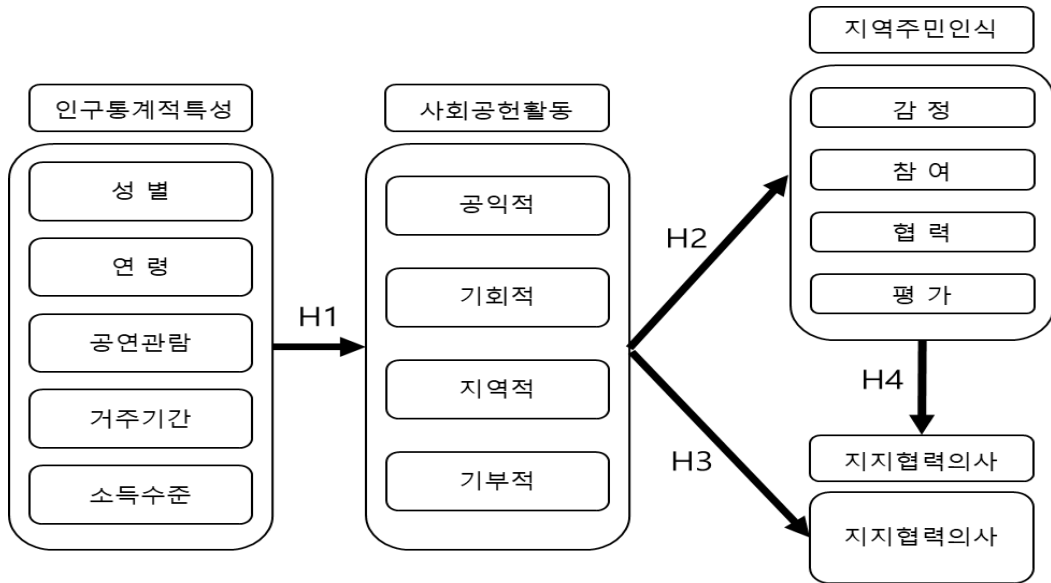 인구통계적특성
성 별
연 령
공연관람
거주기간
소득수준
H1
사회공헌활동
공익적
기회적
지역적
기부적
H2
H3
지역주민인식
감 정
참 여
협 력
평 가
H4
지지협력의사
지지협력의사